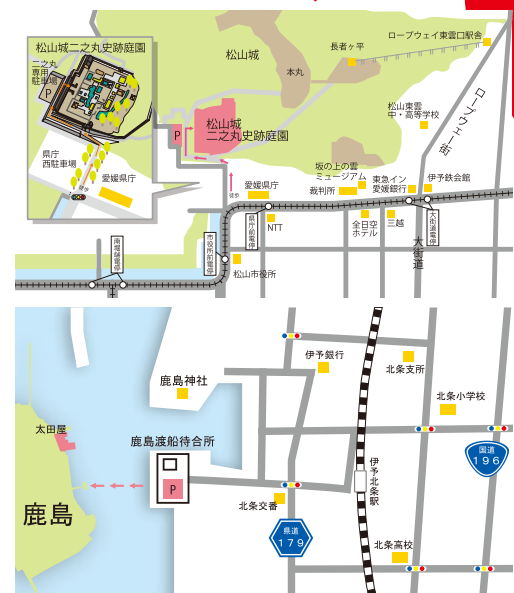 松山城二之丸史跡庭園
二之丸
専用
駐車場
P
県庁
西駐車場
愛媛県庁
徒歩
松山城
長者ヶ平
ロープウェイ東雲口駅舎
本丸
P
松山城
二之丸史跡庭園
松山東雲
中・高等学校
ロープウェー街
坂の上の雲
ミュージアム
裁判所
東急イン
愛媛銀行
伊予鉄会館
愛媛県庁
徒歩
県庁前電停
NTT
全日空
ホテル
三越
大街道電停
大街道
南堀端電停
市役所前電停
松山市役所
伊予銀行
北条支所
鹿島神社
北条小学校
太田屋
鹿島渡船待合所
P
鹿島
北条交番
伊予北条駅
国道
196
県道
179
北条高校